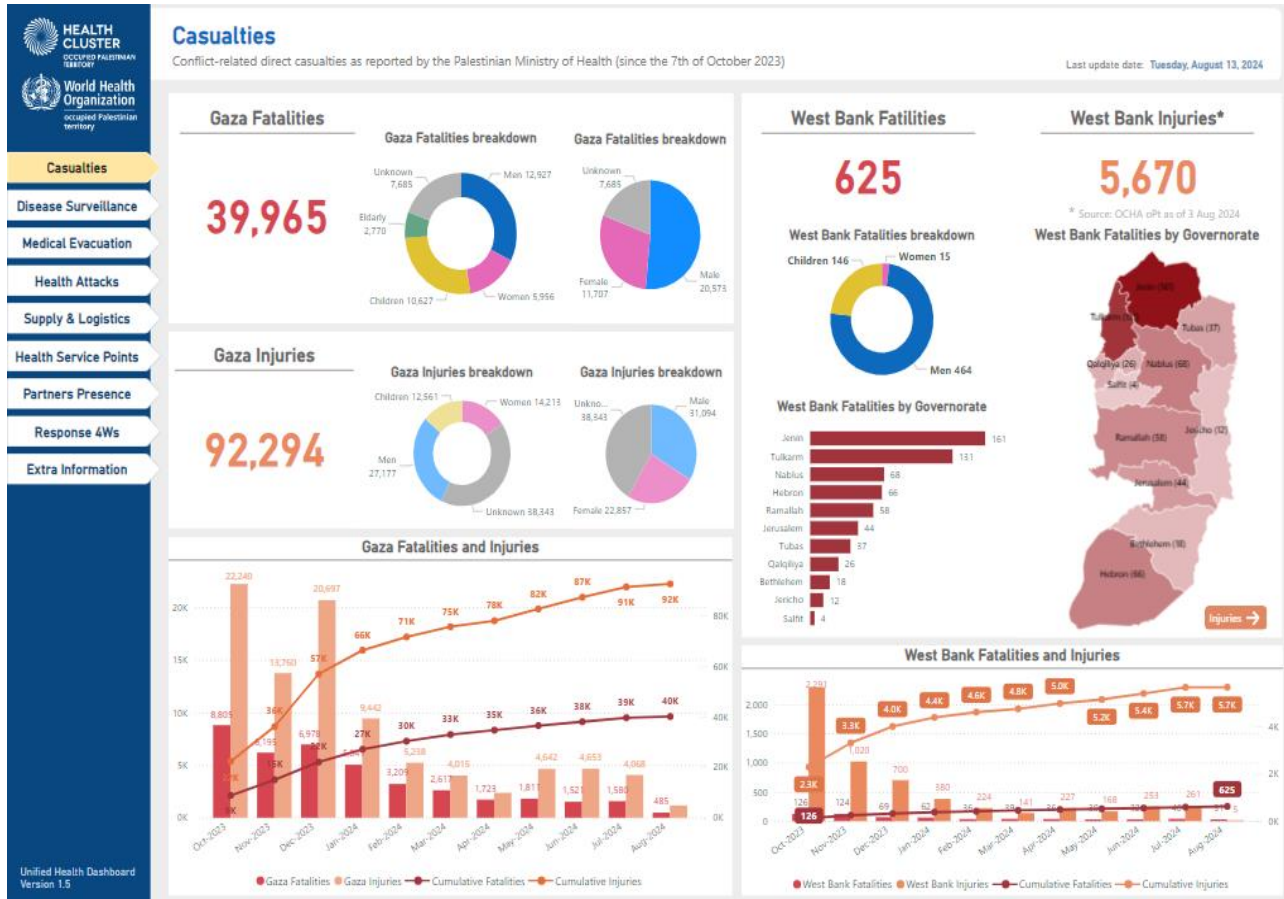 HEALTH
CLUSTER
OCCUPIED PALESTINIAN
TERRITORY
World Health
Organization
occupied Palestinian
territory
Casualties
Disease Surveillance
Medical Evacuation
Health Attacks
Supply & Logistics
Health Service Points
Partners Presence
Response 4Ws
Extra Information
Unified Health Dashboard
Version 1.5
Casualties
Conflict-related direct casualties as reported by the Palestinian Ministry of Health (since the 7th of October 2023)
Last update date: Tuesday, August 13, 2024
Gaza Fatalities
39,965
Gaza Fatalities breakdown
Unknown
7,685
Men 12,927
Eldarly
2,770
Children 10,627
Women 5,956
Gaza Fatalities breakdown
Unknown
7,685
Female
11,707
Male
20,573
Gaza Injuries
92,294
Gaza Injuries breakdown
Children 12,561
Women 14,213
Men
27,177
Unknown 38,343
Gaza Injuries breakdown
Unkno...
38,343
Male
31,094
Female 22,857
Gaza Fatalities and Injuries
20K
15K
10K
5K
0K
80K
60K
40K
20K
0K
22,240
13,760
20,697
9,442
5,238
4,015
4,642
4,653
4,068
8,805
6,978
3,209
1,723
1,811
1,521
1,580
485
36K
57K
66K
71K
75K
78K
82K
87K
91K
92K
15K
22K
27K
30K
33K
35K
36K
38K
39K
40K
Oct-2023
Nov-2023
Dec-2023
Jan-2024
Feb-2024
Mar-2024
Apr-2024
May-2024
Jun-2024
Jul-2024
Aug-2024
Gaza Fatalities
Gaza Injuries
Cumulative Fatalities
Cumulative Injuries
West Bank Fatilities
625
West Bank Injuries*
5,670
* Source: OCHA oPt as of 3 Aug 2024
West Bank Fatalities breakdown
Children 146
Women 15
Men 464
West Bank Fatalities by Governorate
Jenin 161
Tulkarm 131
Nablus 68
Hebron 66
Ramallah 58
Jerusalem 44
Tubas 37
Qalqiliya 26
Bethlehem 18
Jericho 12
Salfit 4
West Bank Fatalities by Governorate
Tubas (37)
Qalqiliya (26)
Nablus (68)
Salfit (4)
Ramallah (58)
Jericho (12)
Jerusalem (44)
Bethlehem (18)
Hebron (66)
Injuries
West Bank Fatalities and Injuries
2,000
1,500
1,000
500
0
4K
2K
0K
2,291
1,020
700
380
224
141
227
168
253
261
5
126
124
69
62
2.3K
3.3K
4.0K
4.4K
4.6K
4.8K
5.0K
5.2K
5.4K
5.7K
5.7K
126
625
Oct-2023
Nov-2023
Dec-2023
Jan-2024
Feb-2024
Mar-2024
Apr-2024
May-2024
Jun-2024
Jul-2024
Aug-2024
West Bank Fatalities
West Bank Injuries
Cumulative Fatalities
Cumulative Injuries